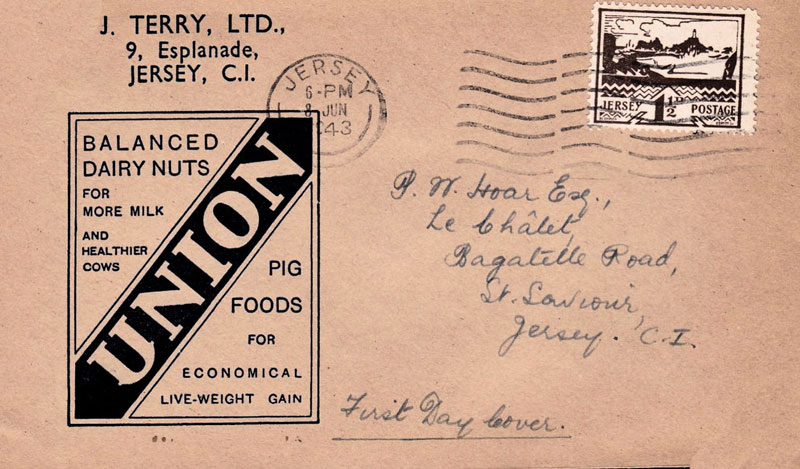 J. TERRY, LTD.,
9, Esplanade,
JERSEY, C.I.
JERSEY
6-PM
8 JUN
1943
JERSEY 1½D POSTAGE
BALANCED
DAIRY NUTS
FOR
MORE MILK
AND
HEALTHIER
COWS
UNION
PIG
FOODS
FOR
ECONOMICAL
LIVE-WEIGHT GAIN
P. W. Hoar Esq.,
Le Châlet,
Bagatelle Road,
St. Saviour,
Jersey. C.I.
First Day Cover.